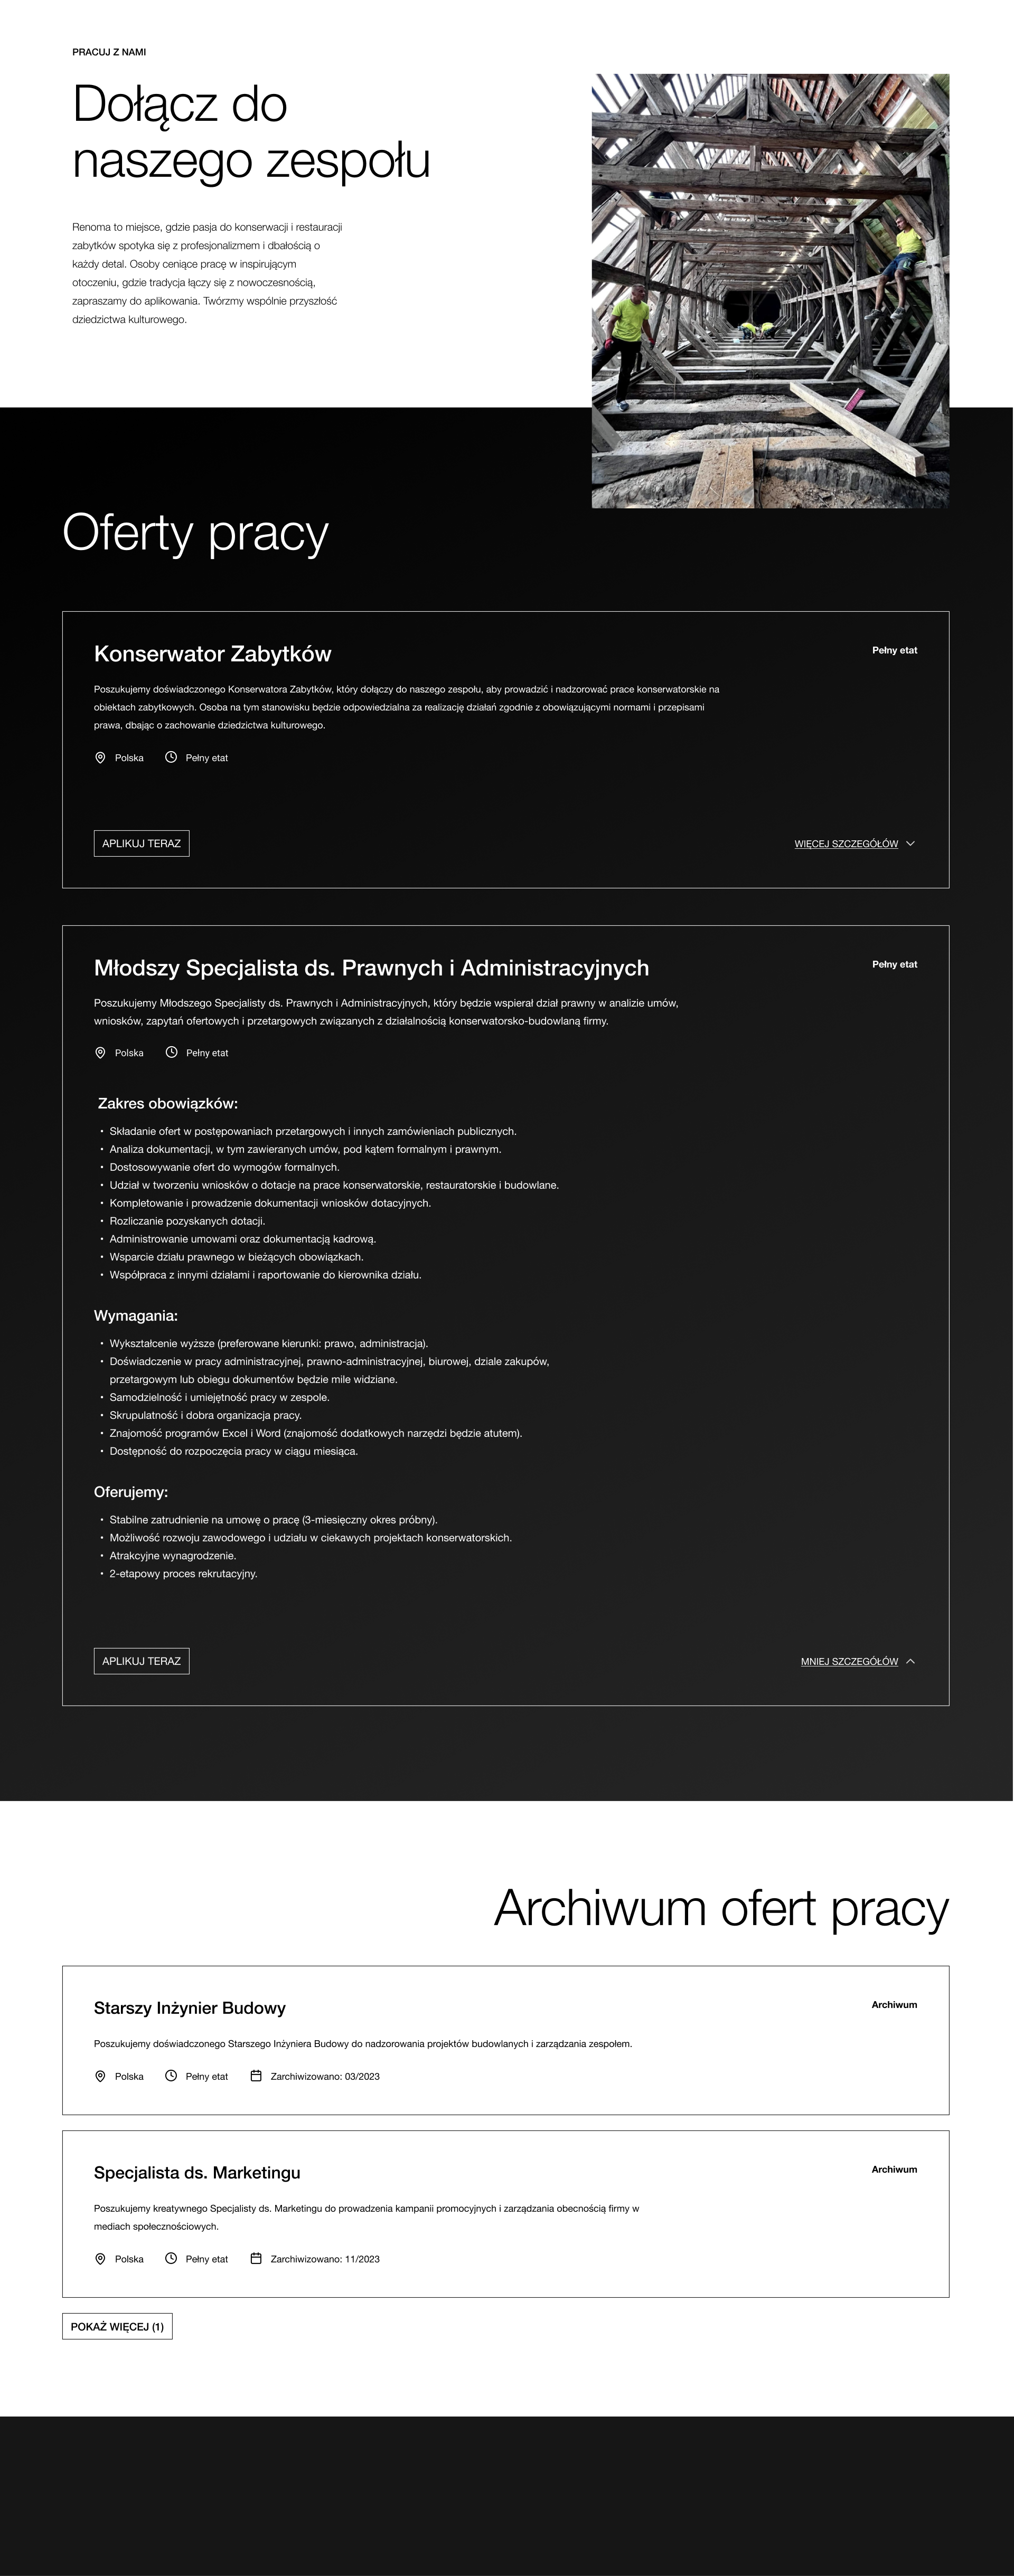 PRACUJ Z NAMI
Dołącz do
naszego zespołu
Renoma to miejsce, gdzie pasja do konserwacji i restauracji
zabytków spotyka się z profesjonalizmem i dbałością o
każdy detal. Osoby ceniące pracę w inspirującym
otoczeniu, gdzie tradycja łączy się z nowoczesnością,
zapraszamy do aplikowania. Twórzmy wspólnie przyszłość
dziedzictwa kulturowego.
Oferty pracy
Konserwator Zabytków
Pełny etat
Poszukujemy doświadczonego Konserwatora Zabytków, który dołączy do naszego zespołu, aby prowadzić i nadzorować prace konserwatorskie na
obiektach zabytkowych. Osoba na tym stanowisku będzie odpowiedzialna za realizację działań zgodnie z obowiązującymi normami i przepisami
prawa, dbając o zachowanie dziedzictwa kulturowego.
Polska Pełny etat
APLIKUJ TERAZ
WIĘCEJ SZCZEGÓŁÓW
Młodszy Specjalista ds. Prawnych i Administracyjnych
Pełny etat
Poszukujemy Młodszego Specjalisty ds. Prawnych i Administracyjnych, który będzie wspierał dział prawny w analizie umów,
wniosków, zapytań ofertowych i przetargowych związanych z działalnością konserwatorsko-budowlaną firmy.
Polska Pełny etat
Zakres obowiązków:
• Składanie ofert w postępowaniach przetargowych i innych zamówieniach publicznych.
• Analiza dokumentacji, w tym zawieranych umów, pod kątem formalnym i prawnym.
• Dostosowywanie ofert do wymogów formalnych.
• Udział w tworzeniu wniosków o dotacje na prace konserwatorskie, restauratorskie i budowlane.
• Kompletowanie i prowadzenie dokumentacji wniosków dotacyjnych.
• Rozliczanie pozyskanych dotacji.
• Administrowanie umowami oraz dokumentacją kadrową.
• Wsparcie działu prawnego w bieżących obowiązkach.
• Współpraca z innymi działami i raportowanie do kierownika działu.
Wymagania:
• Wykształcenie wyższe (preferowane kierunki: prawo, administracja).
• Doświadczenie w pracy administracyjnej, prawno-administracyjnej, biurowej, dziale zakupów,
przetargowym lub obiegu dokumentów będzie mile widziane.
• Samodzielność i umiejętność pracy w zespole.
• Skrupulatność i dobra organizacja pracy.
• Znajomość programów Excel i Word (znajomość dodatkowych narzędzi będzie atutem).
• Dostępność do rozpoczęcia pracy w ciągu miesiąca.
Oferujemy:
• Stabilne zatrudnienie na umowę o pracę (3-miesięczny okres próbny).
• Możliwość rozwoju zawodowego i udziału w ciekawych projektach konserwatorskich.
• Atrakcyjne wynagrodzenie.
• 2-etapowy proces rekrutacyjny.
APLIKUJ TERAZ
MNIEJ SZCZEGÓŁÓW
Archiwum ofert pracy
Starszy Inżynier Budowy
Archiwum
Poszukujemy doświadczonego Starszego Inżyniera Budowy do nadzorowania projektów budowlanych i zarządzania zespołem.
Polska Pełny etat Zarchiwizowano: 03/2023
Specjalista ds. Marketingu
Archiwum
Poszukujemy kreatywnego Specjalisty ds. Marketingu do prowadzenia kampanii promocyjnych i zarządzania obecnością firmy w
mediach społecznościowych.
Polska Pełny etat Zarchiwizowano: 11/2023
POKAŻ WIĘCEJ (1)